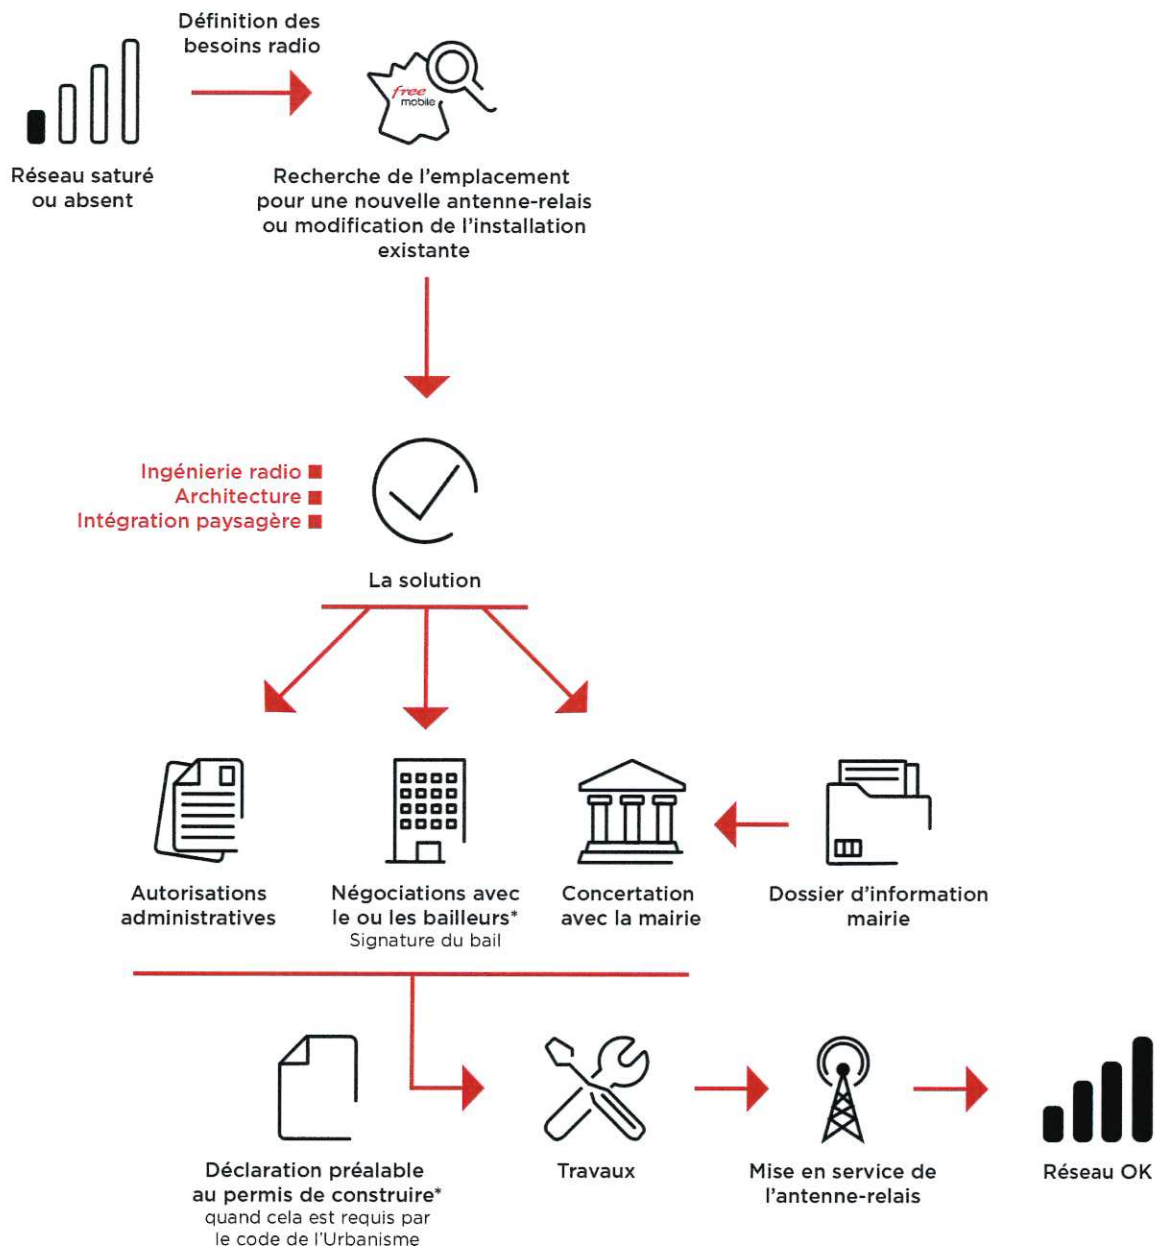 Définition des
besoins radio
free
mobile
Réseau saturé
ou absent
Recherche de l'emplacement
pour une nouvelle antenne-relais
ou modification de l'installation
existante
Ingénierie radio
Architecture
Intégration paysagère
La solution
Autorisations
administratives
Négociations avec
le ou les bailleurs*
Signature du bail
Concertation
avec la mairie
Dossier d'information
mairie
Déclaration préalable
au permis de construire*
quand cela est requis par
le code de l'Urbanisme
Travaux
Mise en service de
l'antenne-relais
Réseau OK